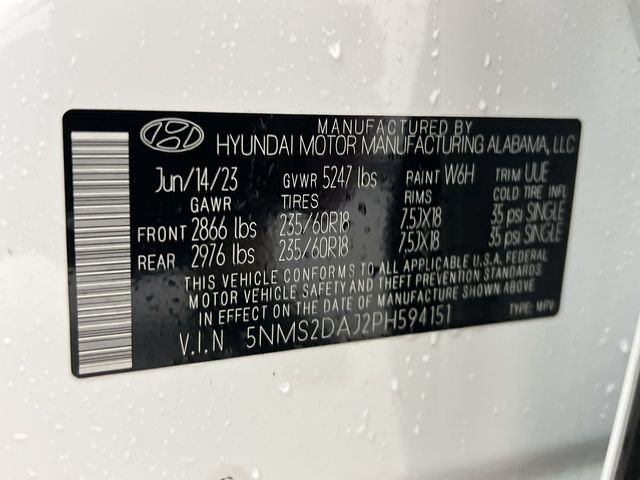 MANUFACTURED BY
HYUNDAI MOTOR MANUFACTURING ALABAMA, LLC
Jun/14/23 GVWR 5247 lbs PAINT W6H TRIM UUE
GAWR TIRES RIMS COLD TIRE INFL
FRONT 2866 lbs 235/60R18 7.5JX18 35 psi SINGLE
REAR 2976 lbs 235/60R18 7.5JX18 35 psi SINGLE
THIS VEHICLE CONFORMS TO ALL APPLICABLE U.S.A. FEDERAL
MOTOR VEHICLE SAFETY AND THEFT PREVENTION STANDARDS
IN EFFECT ON THE DATE OF MANUFACTURE SHOWN ABOVE.
V.I.N 5NMS2DAJ2PH594151 TYPE: MPV